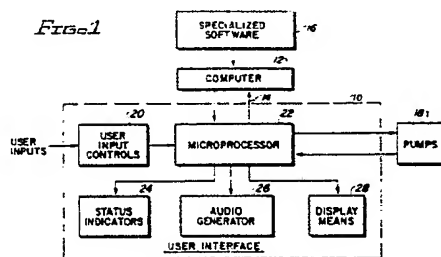 FIG.1
SPECIALIZED
SOFTWARE
16
COMPUTER
12
14
10
20
22
18
USER
INPUTS
USER
INPUT
CONTROLS
MICROPROCESSOR
PUMPS
24
26
28
STATUS
INDICATORS
AUDIO
GENERATOR
DISPLAY
MEANS
USER INTERFACE